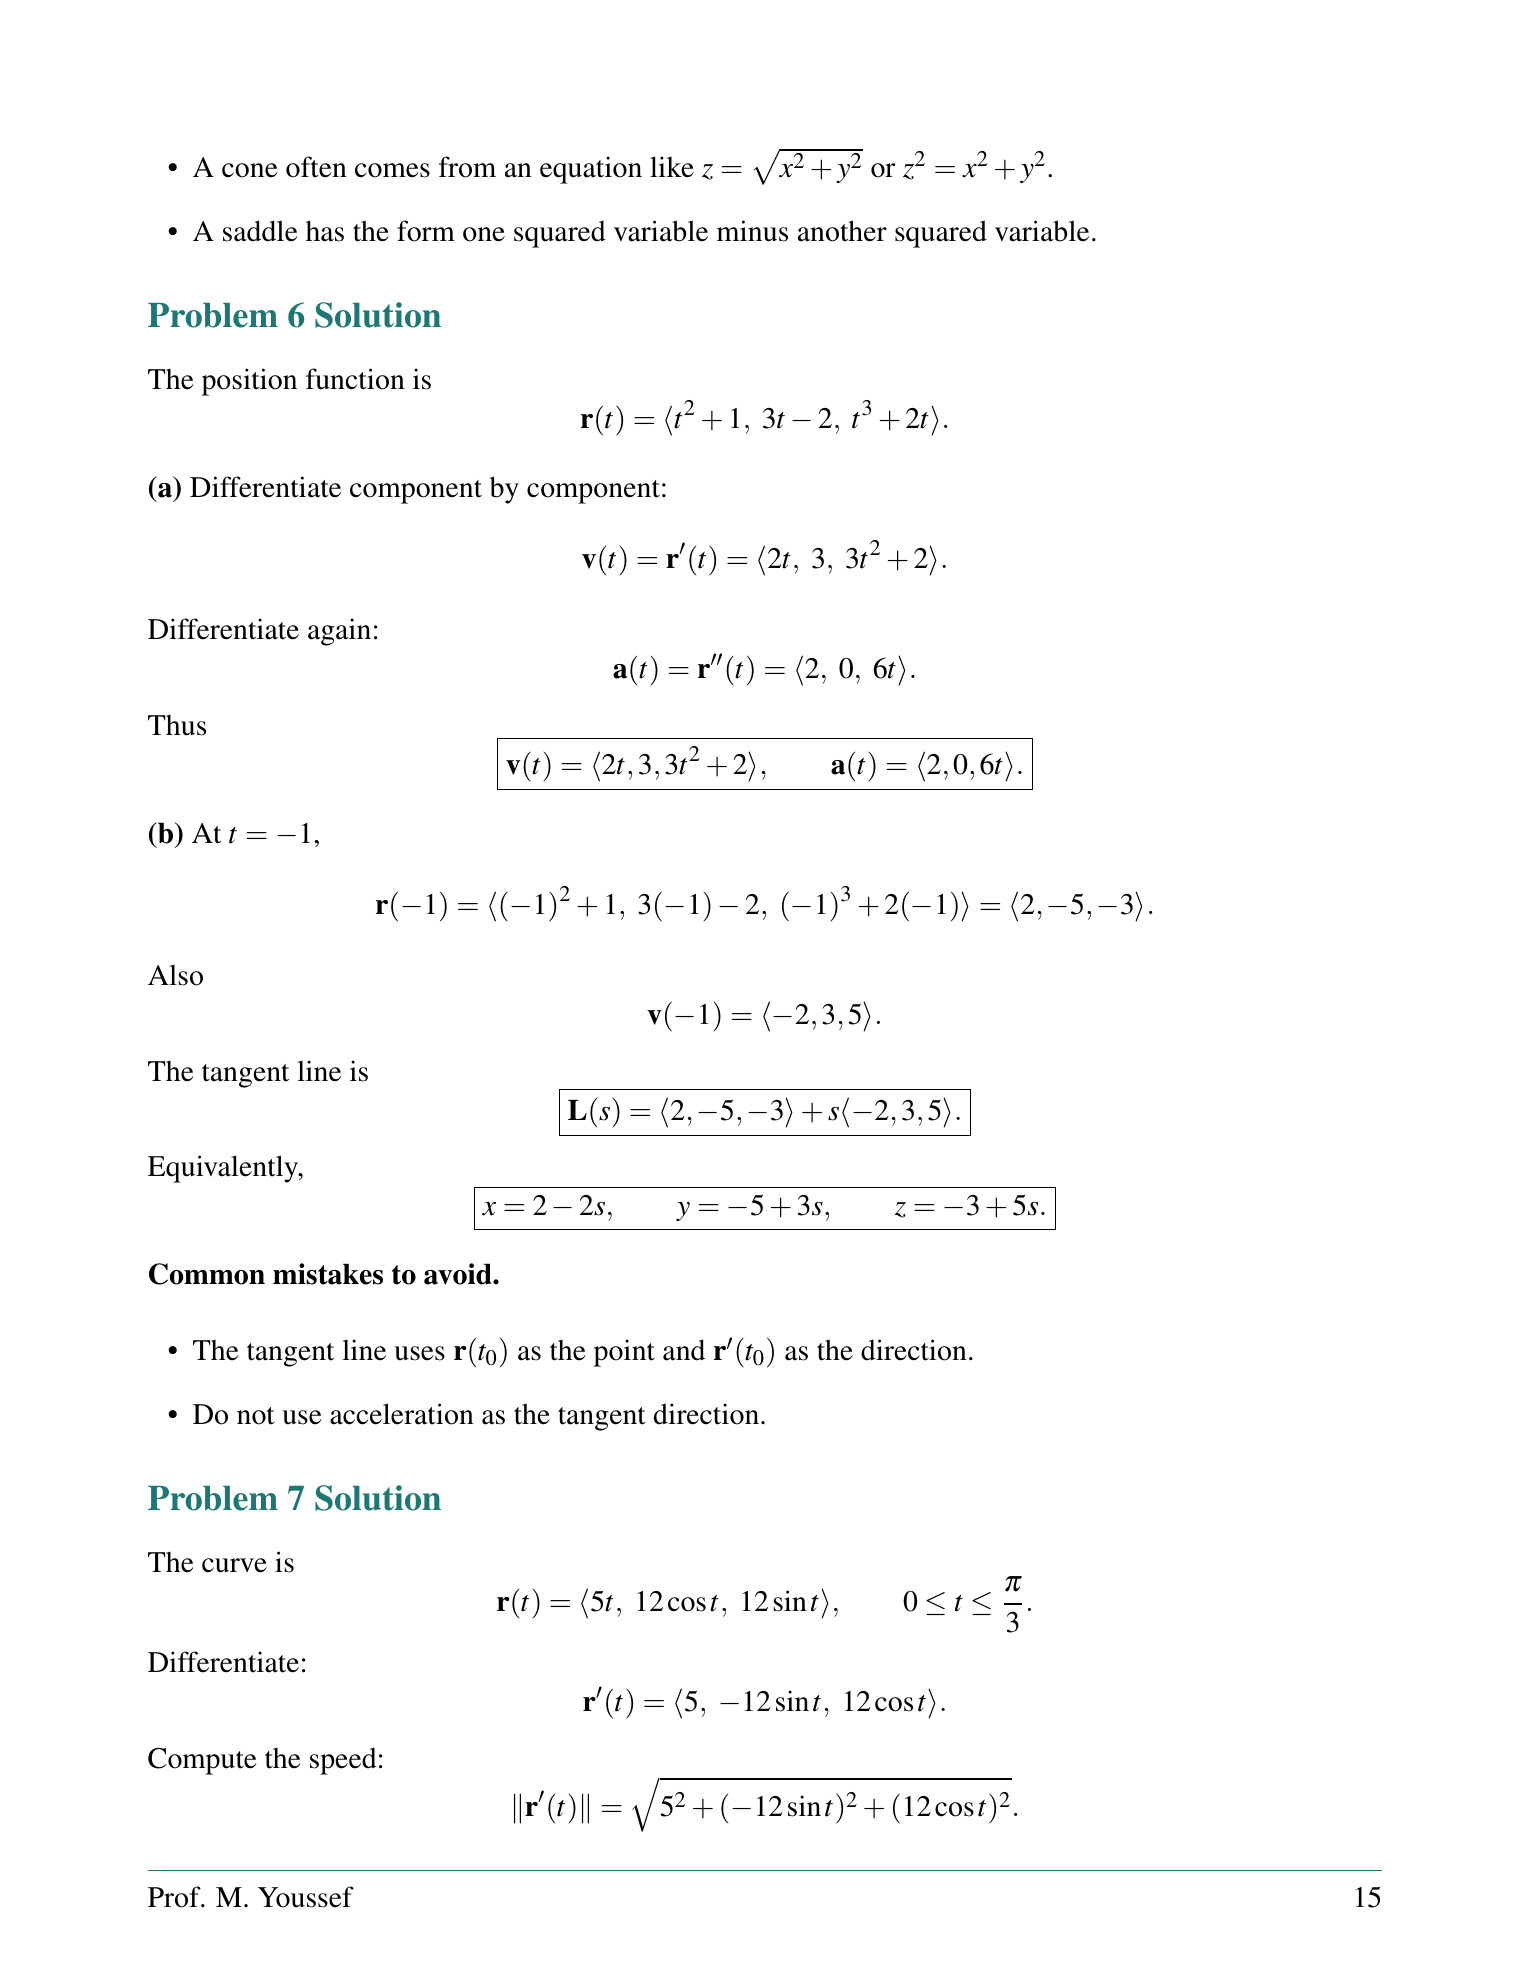 • A cone often comes from an equation like z = √(x² + y²) or z² = x² + y².
• A saddle has the form one squared variable minus another squared variable.
Problem 6 Solution
The position function is
r(t) = ⟨t² + 1, 3t − 2, t³ + 2t⟩.
(a) Differentiate component by component:
v(t) = r′(t) = ⟨2t, 3, 3t² + 2⟩.
Differentiate again:
a(t) = r″(t) = ⟨2, 0, 6t⟩.
Thus
v(t) = ⟨2t, 3, 3t² + 2⟩, a(t) = ⟨2, 0, 6t⟩.
(b) At t = −1,
r(−1) = ⟨(−1)² + 1, 3(−1) − 2, (−1)³ + 2(−1)⟩ = ⟨2, −5, −3⟩.
Also
v(−1) = ⟨−2, 3, 5⟩.
The tangent line is
L(s) = ⟨2, −5, −3⟩ + s⟨−2, 3, 5⟩.
Equivalently,
x = 2 − 2s, y = −5 + 3s, z = −3 + 5s.
Common mistakes to avoid.
• The tangent line uses r(t₀) as the point and r′(t₀) as the direction.
• Do not use acceleration as the tangent direction.
Problem 7 Solution
The curve is
r(t) = ⟨5t, 12 cos t, 12 sin t⟩, 0 ≤ t ≤ π/3.
Differentiate:
r′(t) = ⟨5, −12 sin t, 12 cos t⟩.
Compute the speed:
‖r′(t)‖ = √(5² + (−12 sin t)² + (12 cos t)²).
Prof. M. Youssef 15